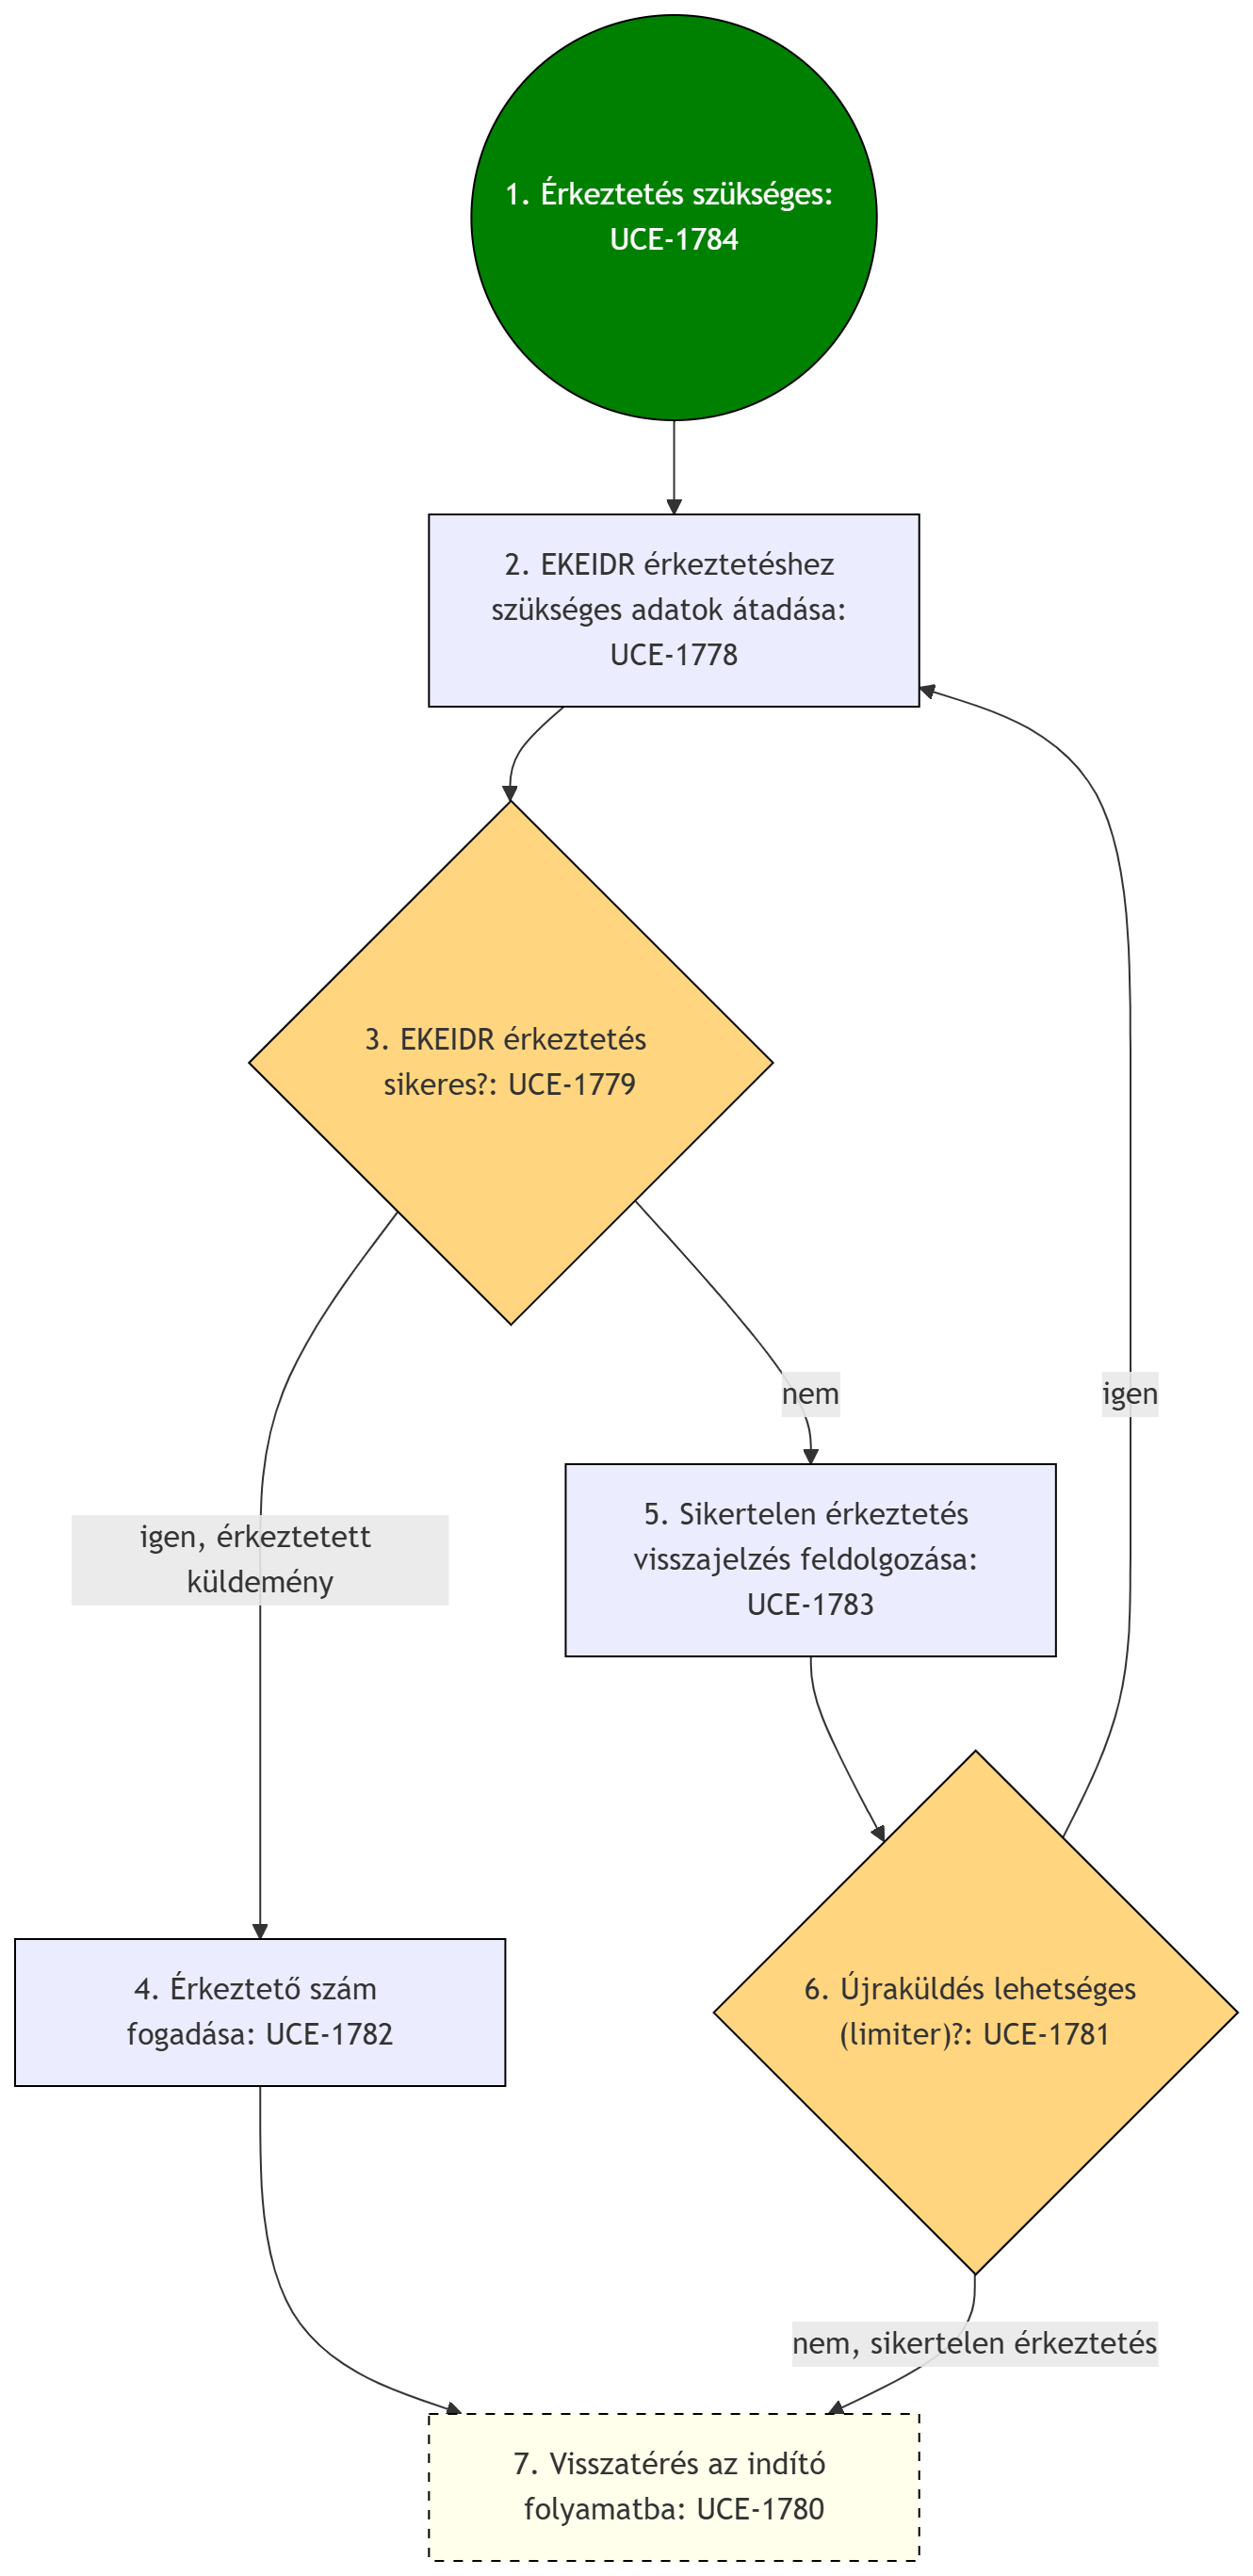 1. Érkeztetés szükséges:
UCE-1784
2. EKEIDR érkeztetéshez
szükséges adatok átadása:
UCE-1778
3. EKEIDR érkeztetés
sikeres?: UCE-1779
nem
igen
igen, érkeztetett
küldemény
5. Sikertelen érkeztetés
visszajelzés feldolgozása:
UCE-1783
4. Érkeztető szám
fogadása: UCE-1782
6. Újraküldés lehetséges
(limiter)?: UCE-1781
nem, sikertelen érkeztetés
7. Visszatérés az indító
folyamatba: UCE-1780